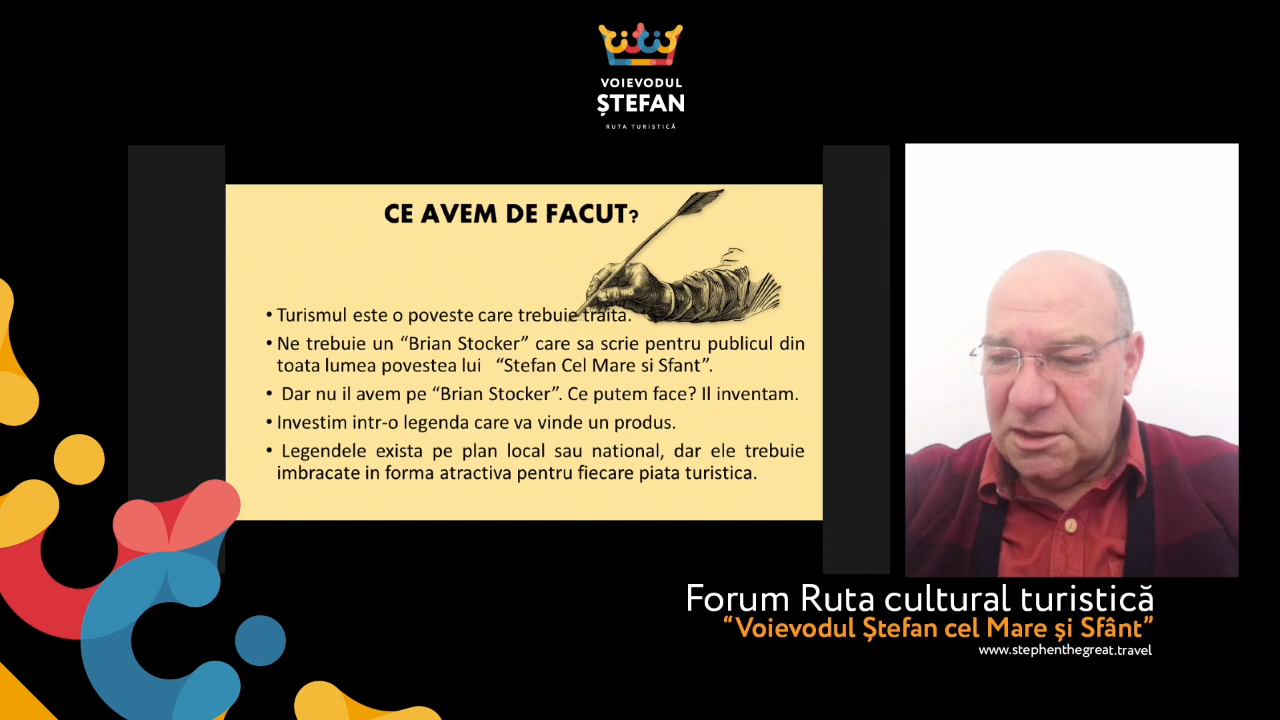 VOIEVODUL
ȘTEFAN
RUTA TURISTICĂ
CE AVEM DE FACUT?
• Turismul este o poveste care trebuie traita.
• Ne trebuie un “Brian Stocker” care sa scrie pentru publicul din
toata lumea povestea lui “Stefan Cel Mare si Sfant”.
• Dar nu il avem pe “Brian Stocker”. Ce putem face? Il inventam.
• Investim intr-o legenda care va vinde un produs.
• Legendele exista pe plan local sau national, dar ele trebuie
imbracate in forma atractiva pentru fiecare piata turistica.
Forum Ruta cultural turistică
“Voievodul Ștefan cel Mare și Sfânt”
www.stephenthegreat.travel